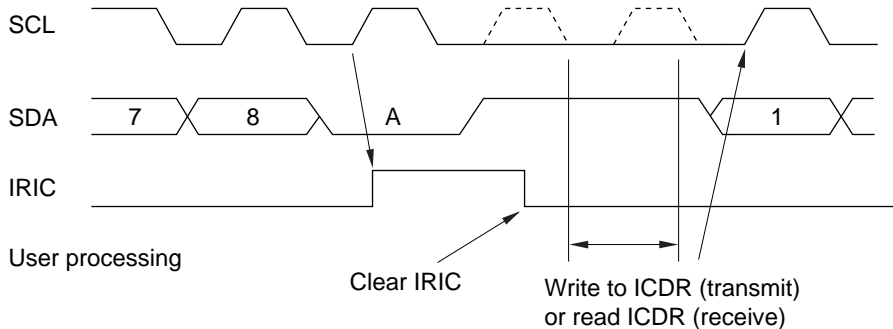 SCL
SDA
7
8
A
1
IRIC
User processing
Clear IRIC
Write to ICDR (transmit)
or read ICDR (receive)